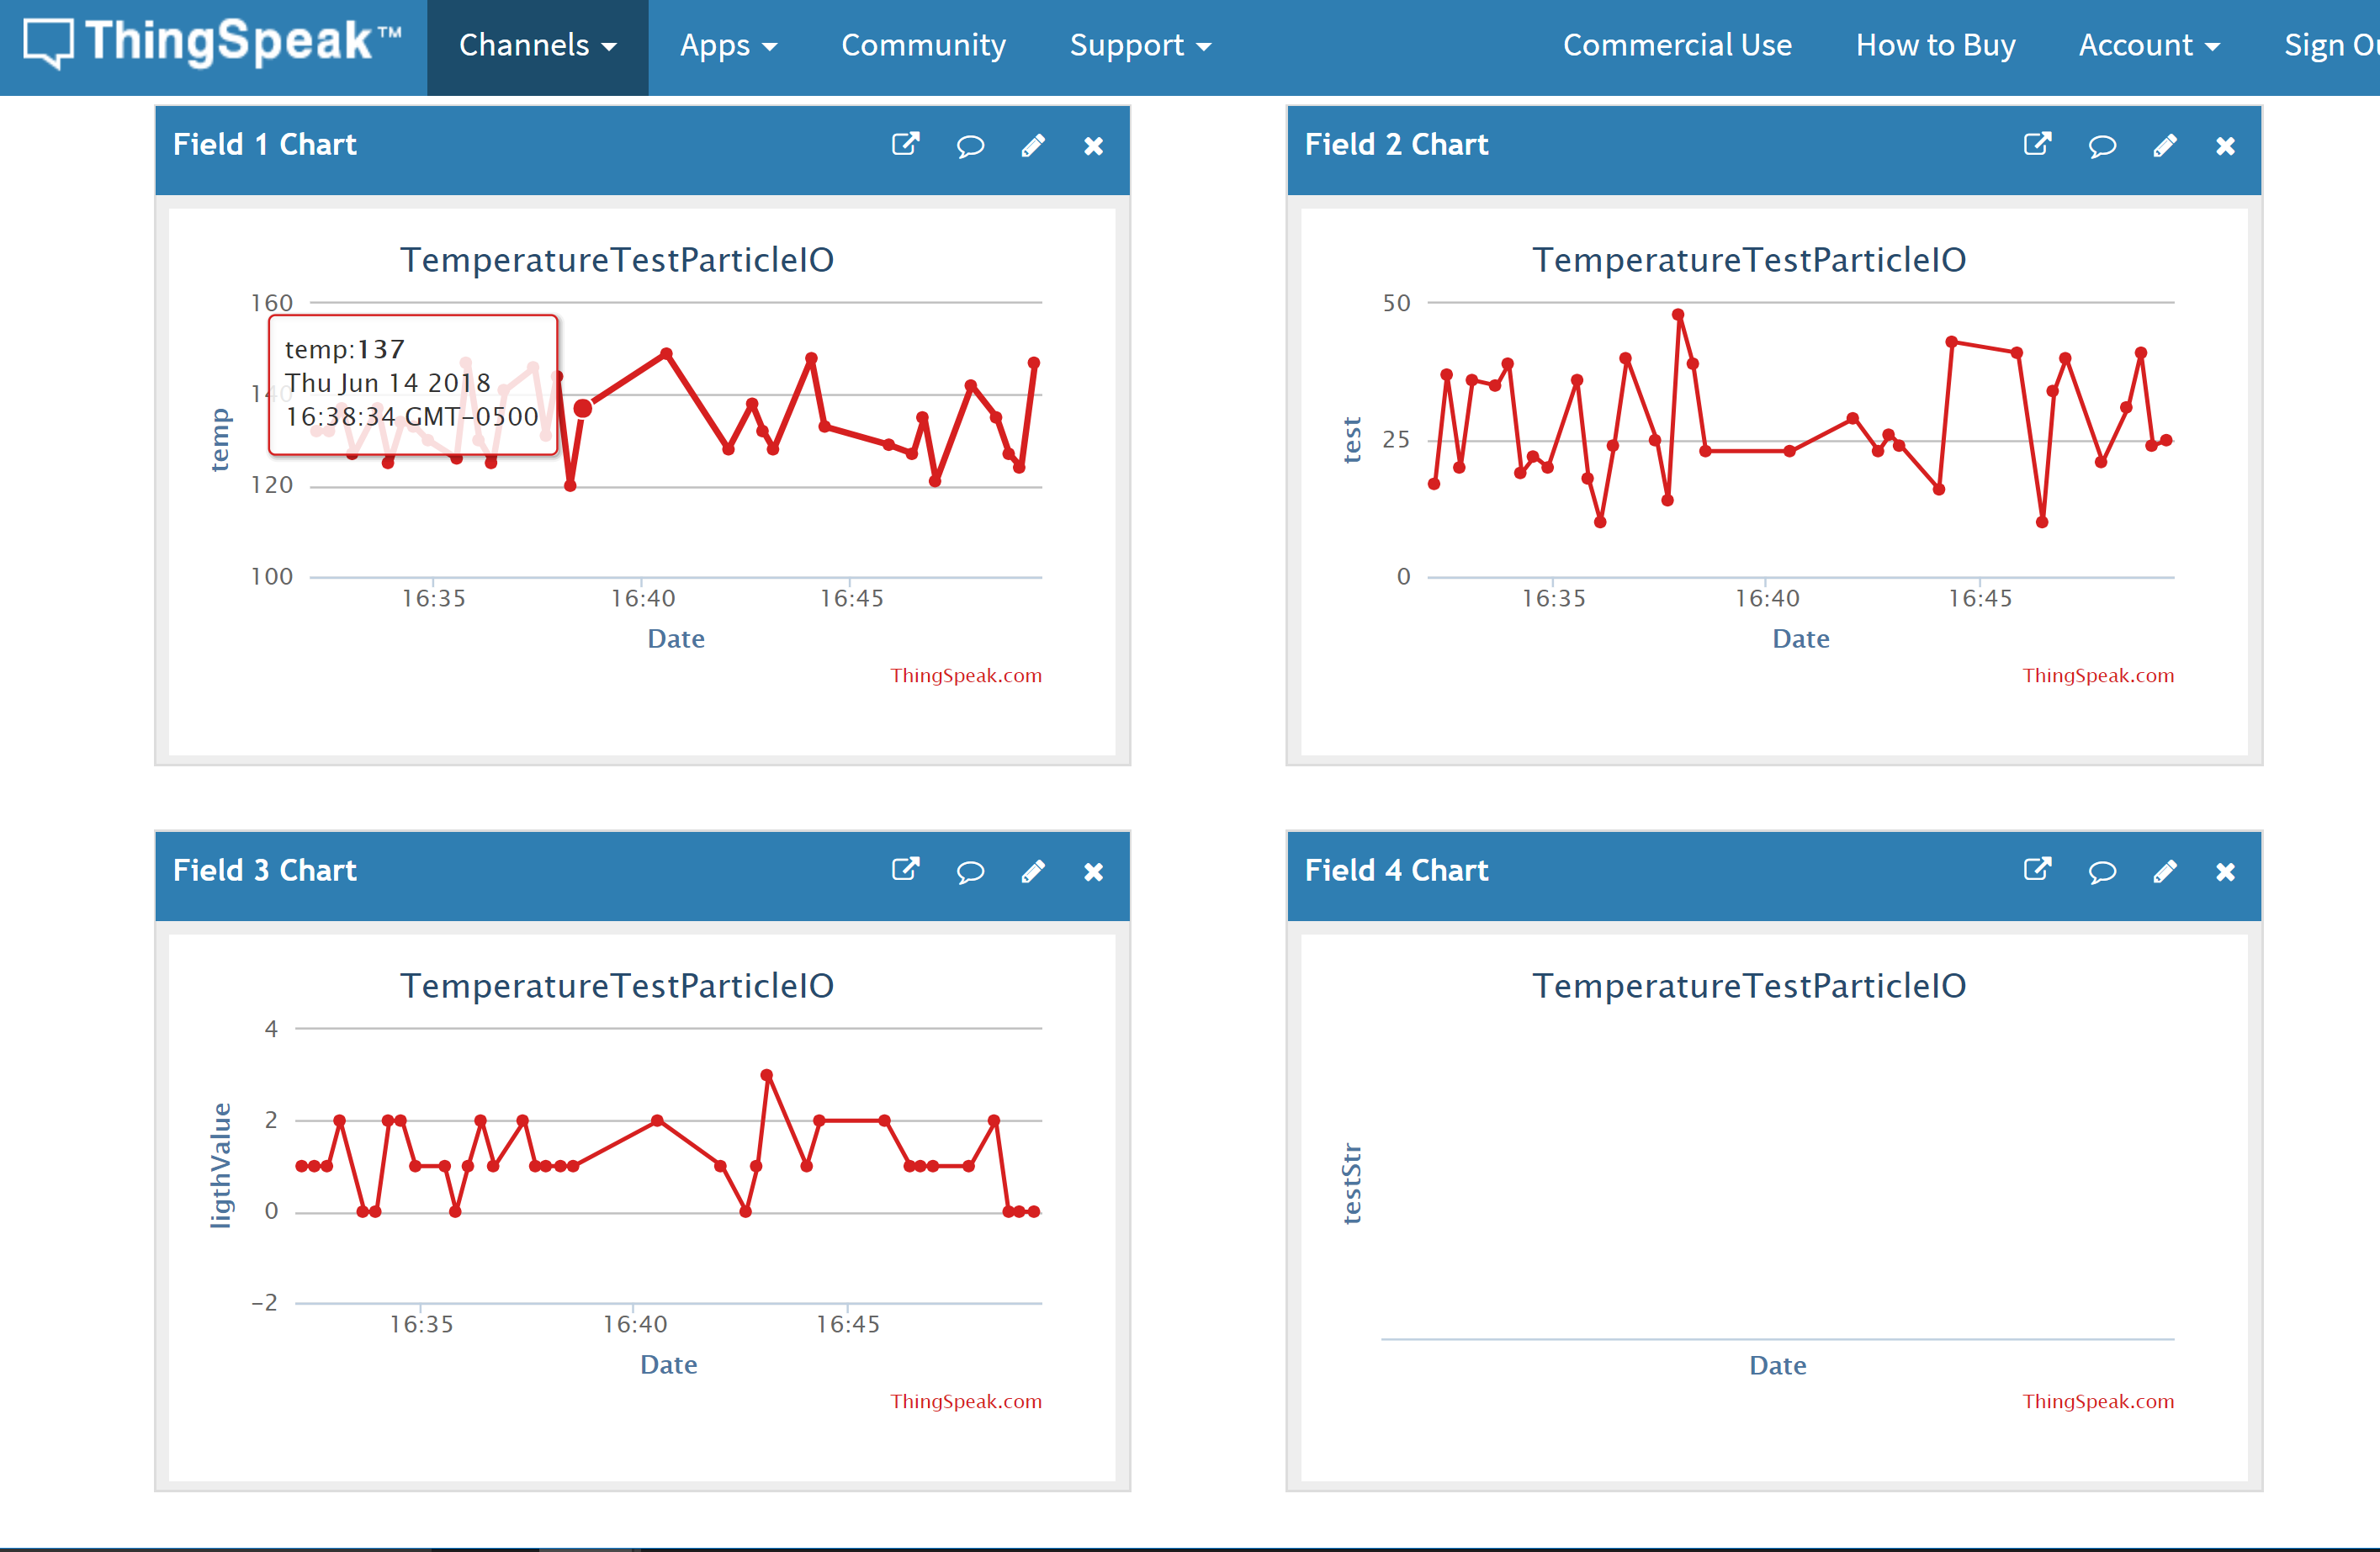 ThingSpeak™ Channels Apps Community Support Commercial Use How to Buy Account Sign
Field 1 Chart
TemperatureTestParticleIO
160
140
120
100
temp
temp:137
Thu Jun 14 2018
16:38:34 GMT-0500
16:35 16:40 16:45
Date
ThingSpeak.com
Field 2 Chart
TemperatureTestParticleIO
50
25
0
test
16:35 16:40 16:45
Date
ThingSpeak.com
Field 3 Chart
TemperatureTestParticleIO
4
2
0
-2
ligthValue
16:35 16:40 16:45
Date
ThingSpeak.com
Field 4 Chart
TemperatureTestParticleIO
testStr
Date
ThingSpeak.com